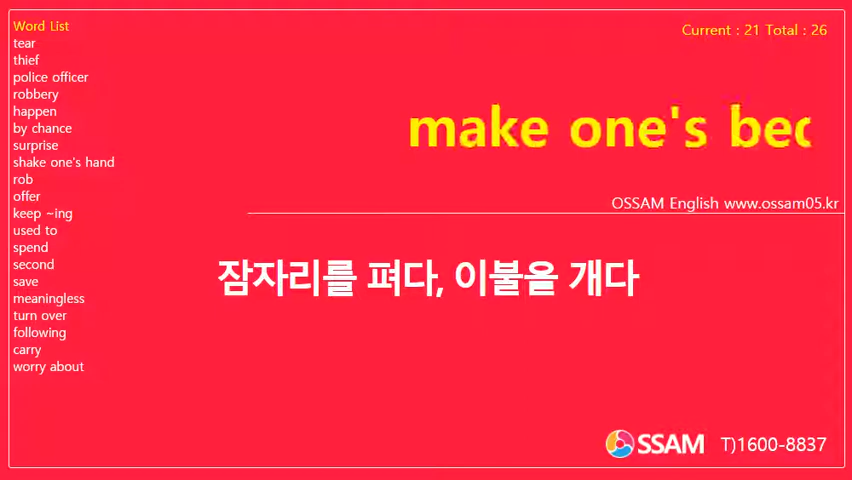 Word List
tear
thief
police officer
robbery
happen
by chance
surprise
shake one's hand
rob
offer
keep ~ing
used to
spend
second
save
meaningless
turn over
following
carry
worry about
Current : 21 Total : 26
make one's
OSSAM English www.ossam05.kr
잠자리를 펴다, 이불을 개다
OSSAM T)1600-8837